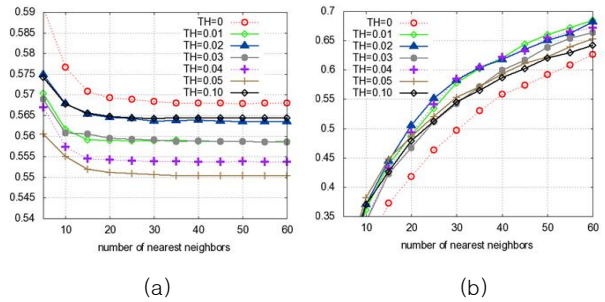 0.59
0.585
0.58
0.575
0.57
0.565
0.56
0.555
0.55
0.545
0.54
10 20 30 40 50 60
number of nearest neighbors
TH=0
TH=0.01
TH=0.02
TH=0.03
TH=0.04
TH=0.05
TH=0.10
(a)
0.7
0.65
0.6
0.55
0.5
0.45
0.4
0.35
10 20 30 40 50 60
number of nearest neighbors
TH=0
TH=0.01
TH=0.02
TH=0.03
TH=0.04
TH=0.05
TH=0.10
(b)